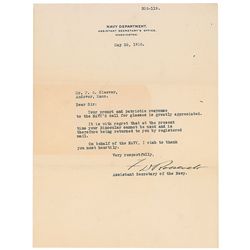 NAVY DEPARTMENT,
ASSISTANT SECRETARY'S OFFICE,
WASHINGTON.
May 29, 1918.
Andover, Mass.
Dear Sir:
Your prompt and patriotic response
to the NAVY'S call for glasses is greatly appreciated.
It is with regret that at the present
time your Binocular cannot be used and is
therefore being returned to you by registered
mail.
On behalf of the NAVY, I wish to thank
you most heartily.
Very respectfully,
Assistant Secretary of the Navy.